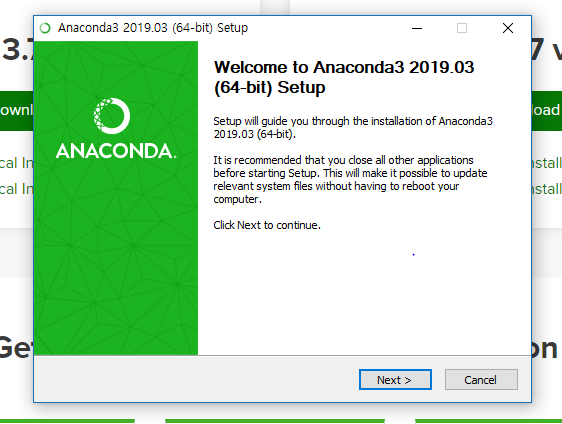 Anaconda3 2019.03 (64-bit) Setup
3.7
7 v
ownl
load
cal In
nstall
cal In
nstall
ANACONDA.
Welcome to Anaconda3 2019.03
(64-bit) Setup
Setup will guide you through the installation of Anaconda3
2019.03 (64-bit).
It is recommended that you close all other applications
before starting Setup. This will make it possible to update
relevant system files without having to reboot your
computer.
Click Next to continue.
Get
on
Next >
Cancel